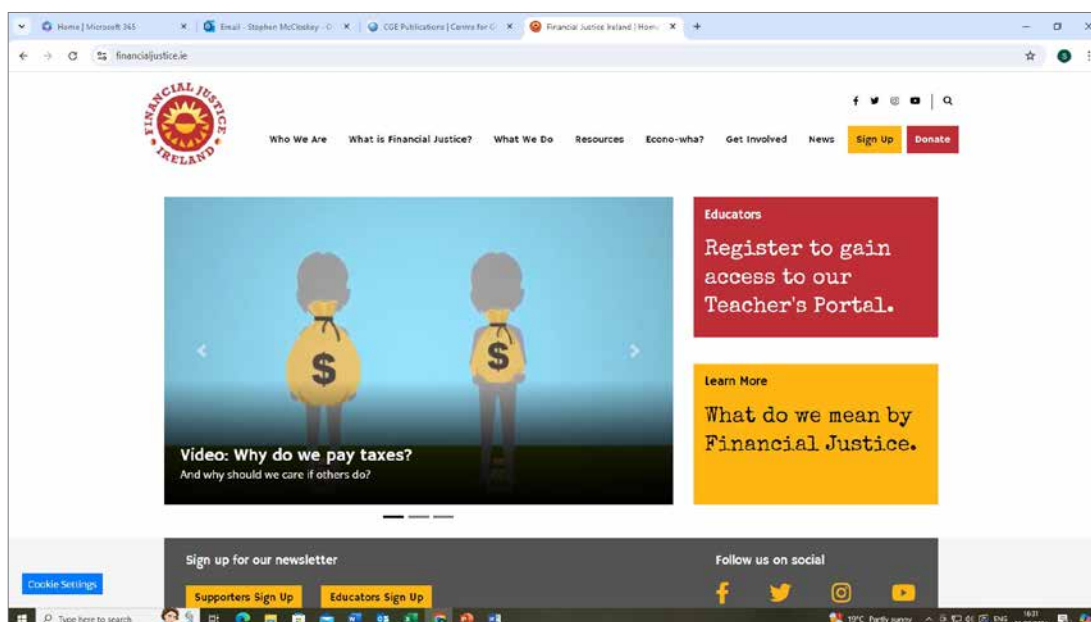 Home | Microsoft 365
Email - Stephen McCloskey - O
CGE Publications | Centre for G
Financial Justice Ireland | Home
financialjustice.ie
S
FINANCIAL JUSTICE
IRELAND
Who We Are What is Financial Justice? What We Do Resources Econo-wha? Get Involved News Sign Up Donate
$
$
Video: Why do we pay taxes?
And why should we care if others do?
Educators
Register to gain
access to our
Teacher's Portal.
Learn More
What do we mean by
Financial Justice.
Sign up for our newsletter
Supporters Sign Up Educators Sign Up
Follow us on social
Cookie Settings
Type here to search
19°C Partly sunny
ENG
16:31